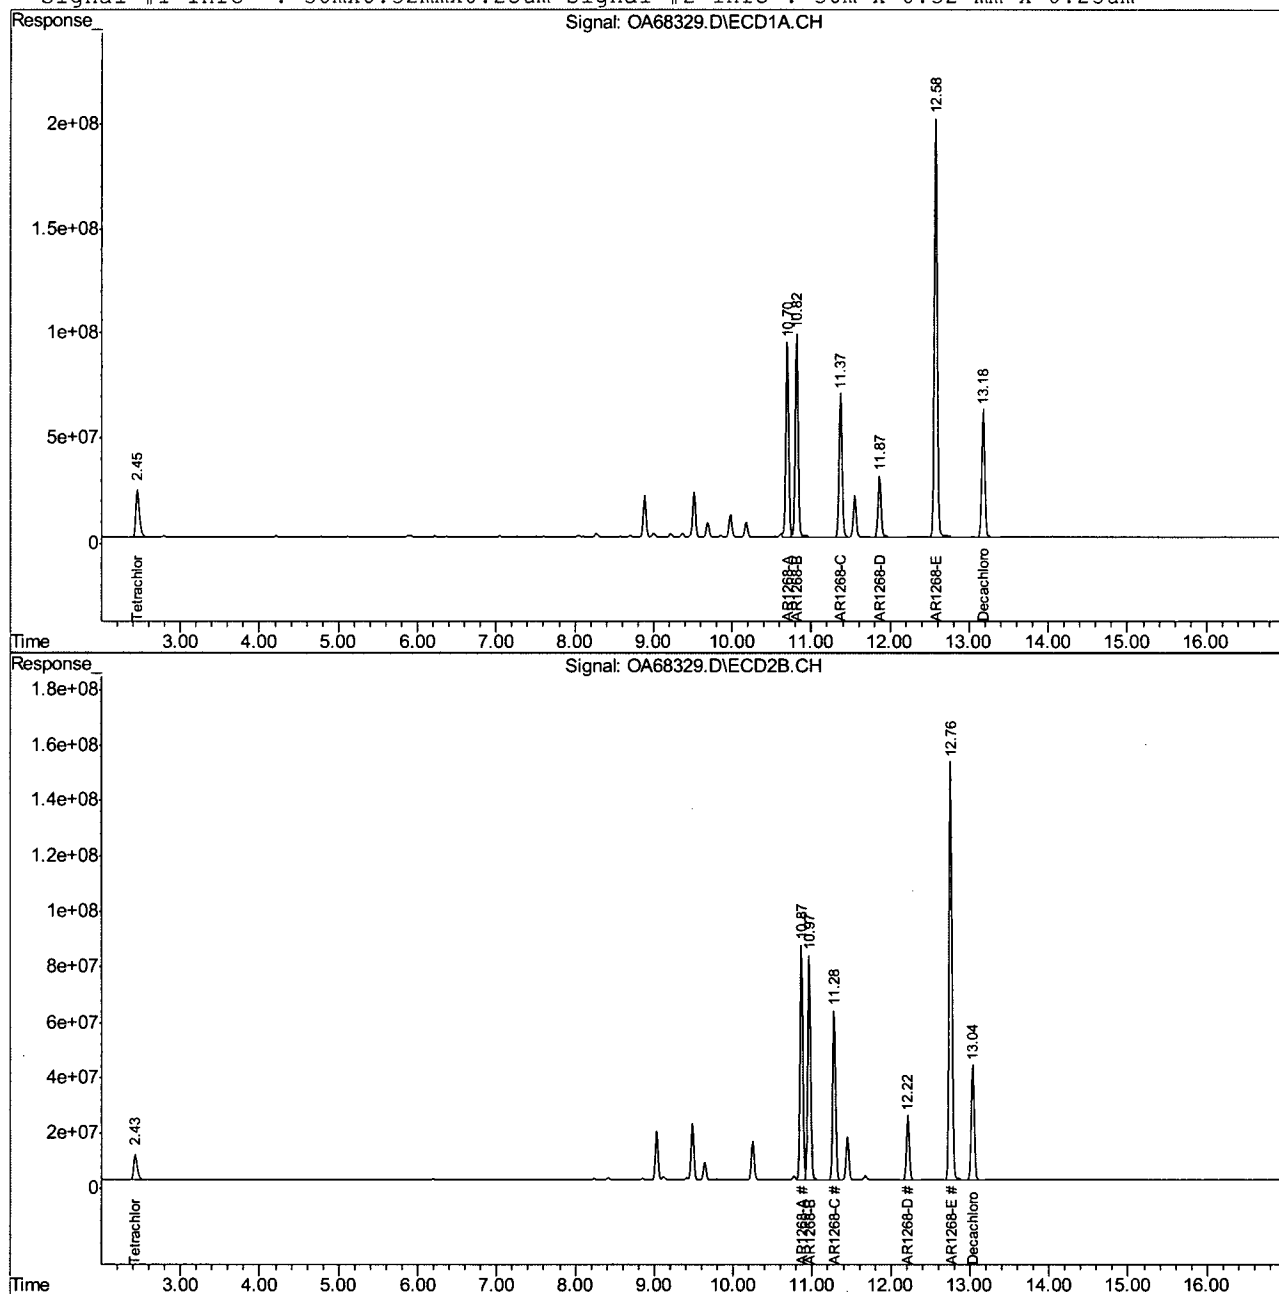 Signal #1 Info : 30mx0.32mmx0.25um Signal #2 Info : 30m x 0.32 mm x 0.25um
Response_
Signal: OA68329.D\ECD1A.CH
12.58
2e+08
1.5e+08
10.70
10.82
1e+08
11.37
13.18
5e+07
11.87
2.45
0
Tetrachlor
AR1268-A
AR1268-B
AR1268-C
AR1268-D
AR1268-E
Decachloro
Time 3.00 4.00 5.00 6.00 7.00 8.00 9.00 10.00 11.00 12.00 13.00 14.00 15.00 16.00
Response_
Signal: OA68329.D\ECD2B.CH
1.8e+08
12.76
1.6e+08
1.4e+08
1.2e+08
10.87
10.97
1e+08
8e+07
11.28
6e+07
13.04
4e+07
12.22
2e+07
2.43
0
Tetrachlor
AR1268-A #
AR1268-B
AR1268-C #
AR1268-D #
AR1268-E #
Decachloro
Time 3.00 4.00 5.00 6.00 7.00 8.00 9.00 10.00 11.00 12.00 13.00 14.00 15.00 16.00